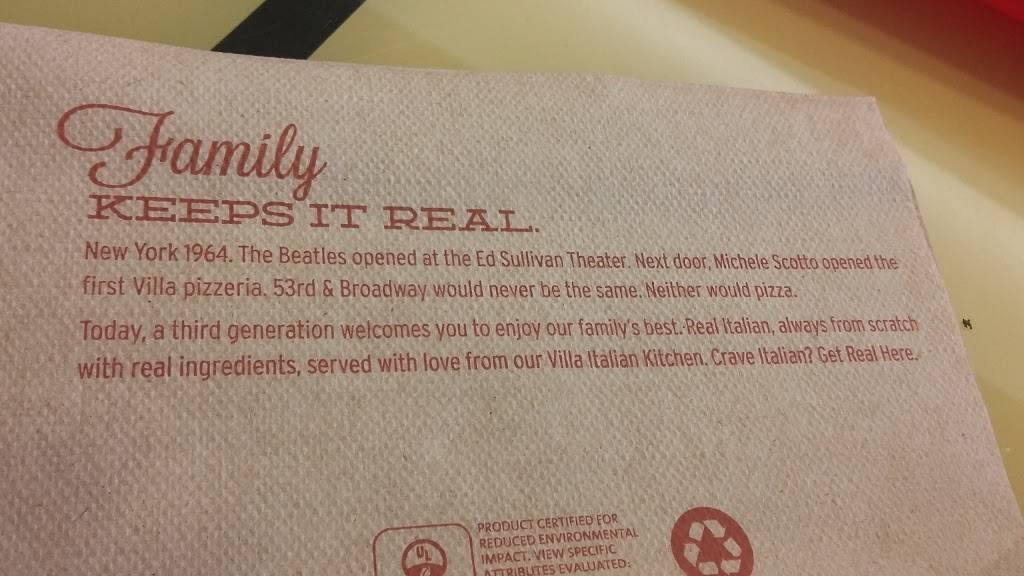 Family
KEEPS IT REAL.
New York 1964. The Beatles opened at the Ed Sullivan Theater. Next door, Michele Scotto opened the
first Villa pizzeria. 53rd & Broadway would never be the same. Neither would pizza.
Today, a third generation welcomes you to enjoy our family's best. Real Italian, always from scratch
with real ingredients, served with love from our Villa Italian Kitchen. Crave Italian? Get Real Here.
UL
PRODUCT CERTIFIED FOR
REDUCED ENVIRONMENTAL
IMPACT. VIEW SPECIFIC
ATTRIBUTES EVALUATED: